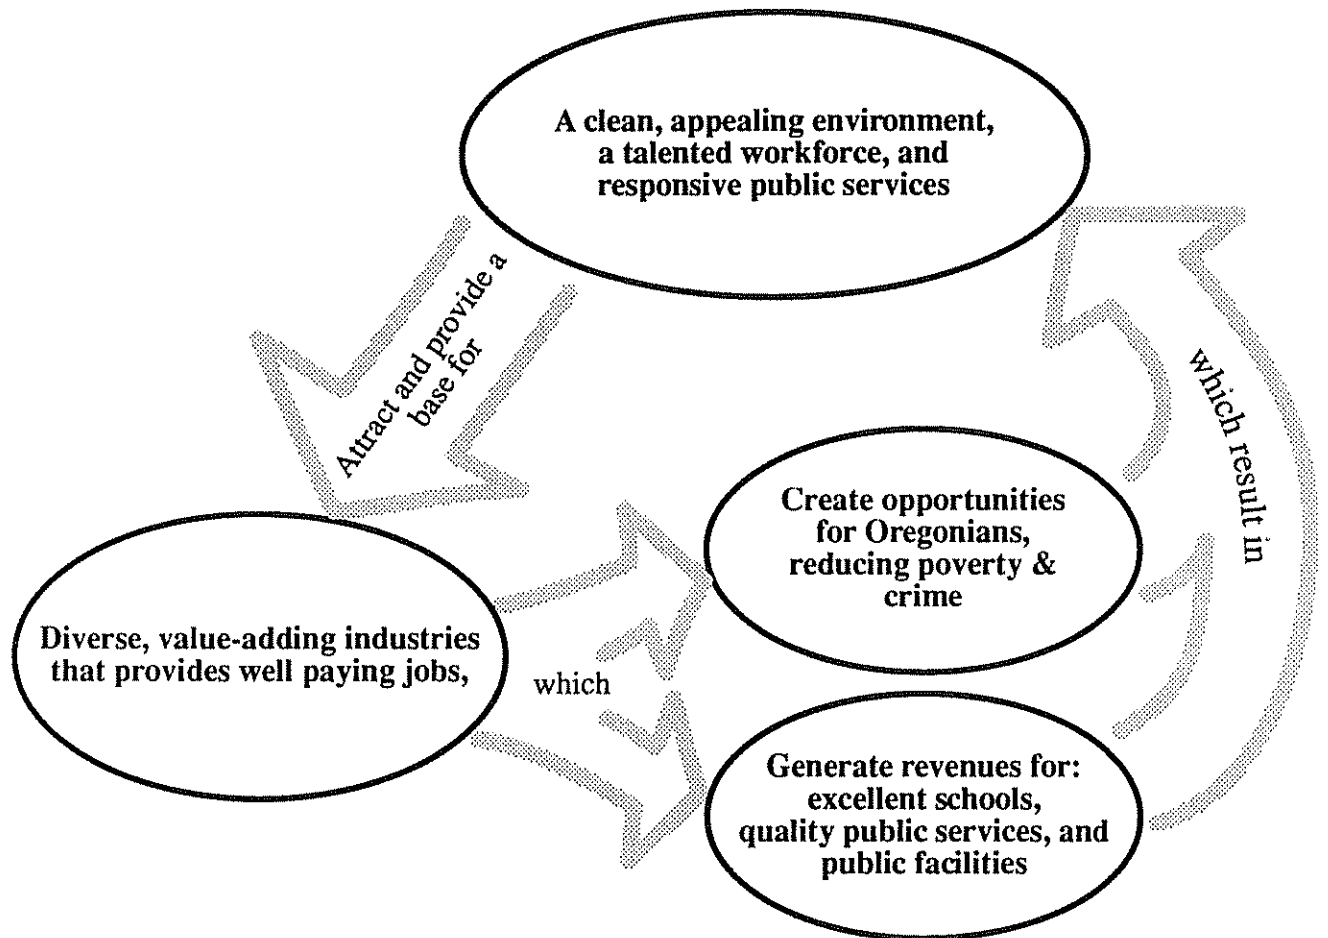 A clean, appealing environment,
a talented workforce, and
responsive public services
Attract and provide a
base for
Diverse, value-adding industries
that provides well paying jobs,
which
Create opportunities
for Oregonians,
reducing poverty &
crime
Generate revenues for:
excellent schools,
quality public services, and
public facilities
which result in